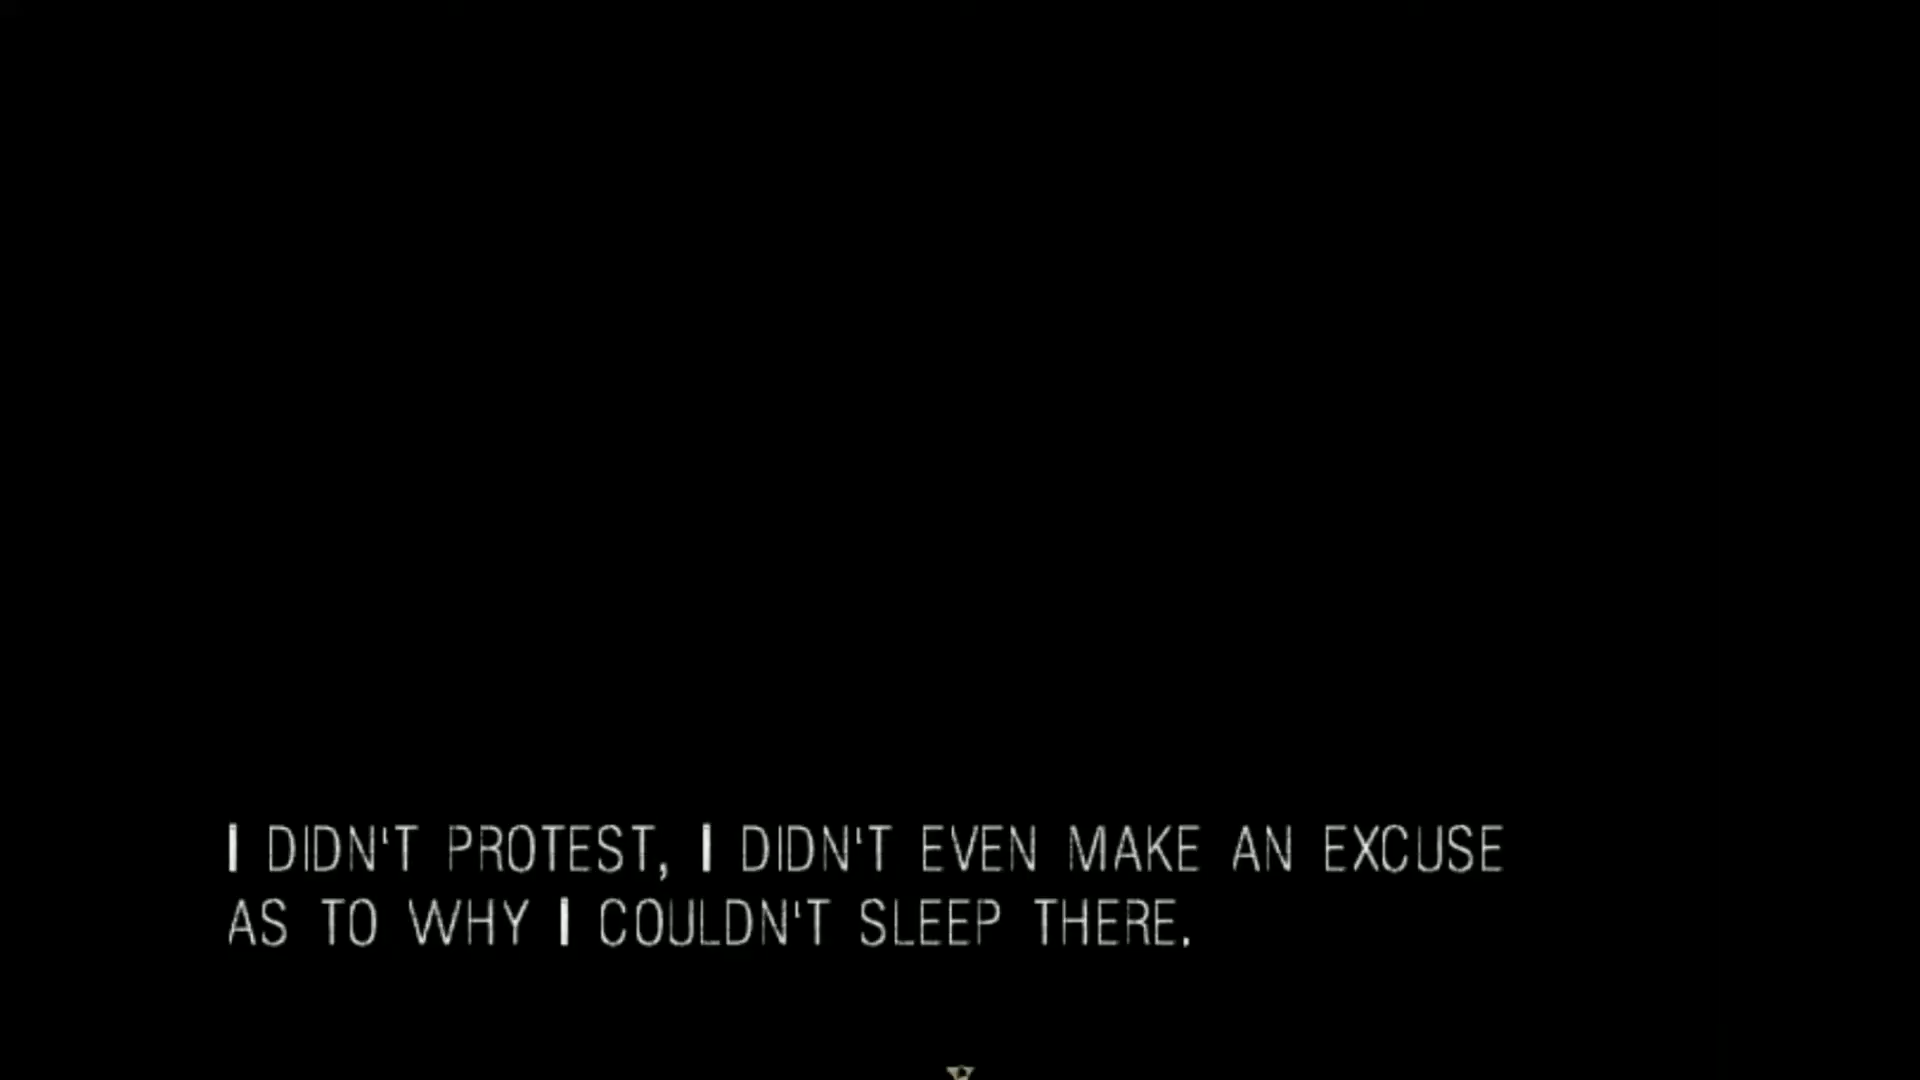 I DIDN'T PROTEST, I DIDN'T EVEN MAKE AN EXCUSE
AS TO WHY I COULDN'T SLEEP THERE.